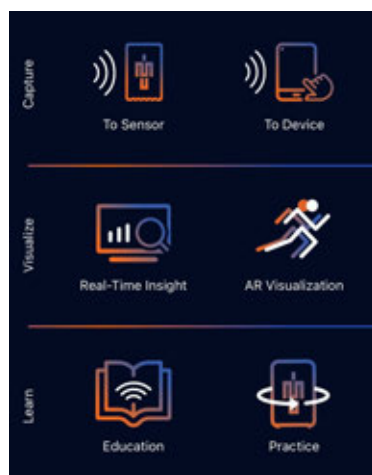 Capture
To Sensor
To Device
Visualize
Real-Time Insight
AR Visualization
Learn
Education
Practice